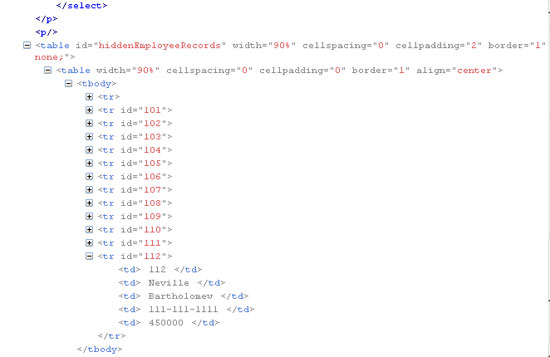 </select>
</p>
<p/>
<table id="hiddenEmployeeRecords" width="90%" cellspacing="0" cellpadding="2" border="1"
none;">
<table width="90%" cellspacing="0" cellpadding="0" border="1" align="center">
<tbody>
<tr>
<tr id="101">
<tr id="102">
<tr id="103">
<tr id="104">
<tr id="105">
<tr id="106">
<tr id="107">
<tr id="108">
<tr id="109">
<tr id="110">
<tr id="111">
<tr id="112">
<td> 112 </td>
<td> Neville </td>
<td> Bartholomew </td>
<td> 111-111-1111 </td>
<td> 450000 </td>
</tr>
</tbody>